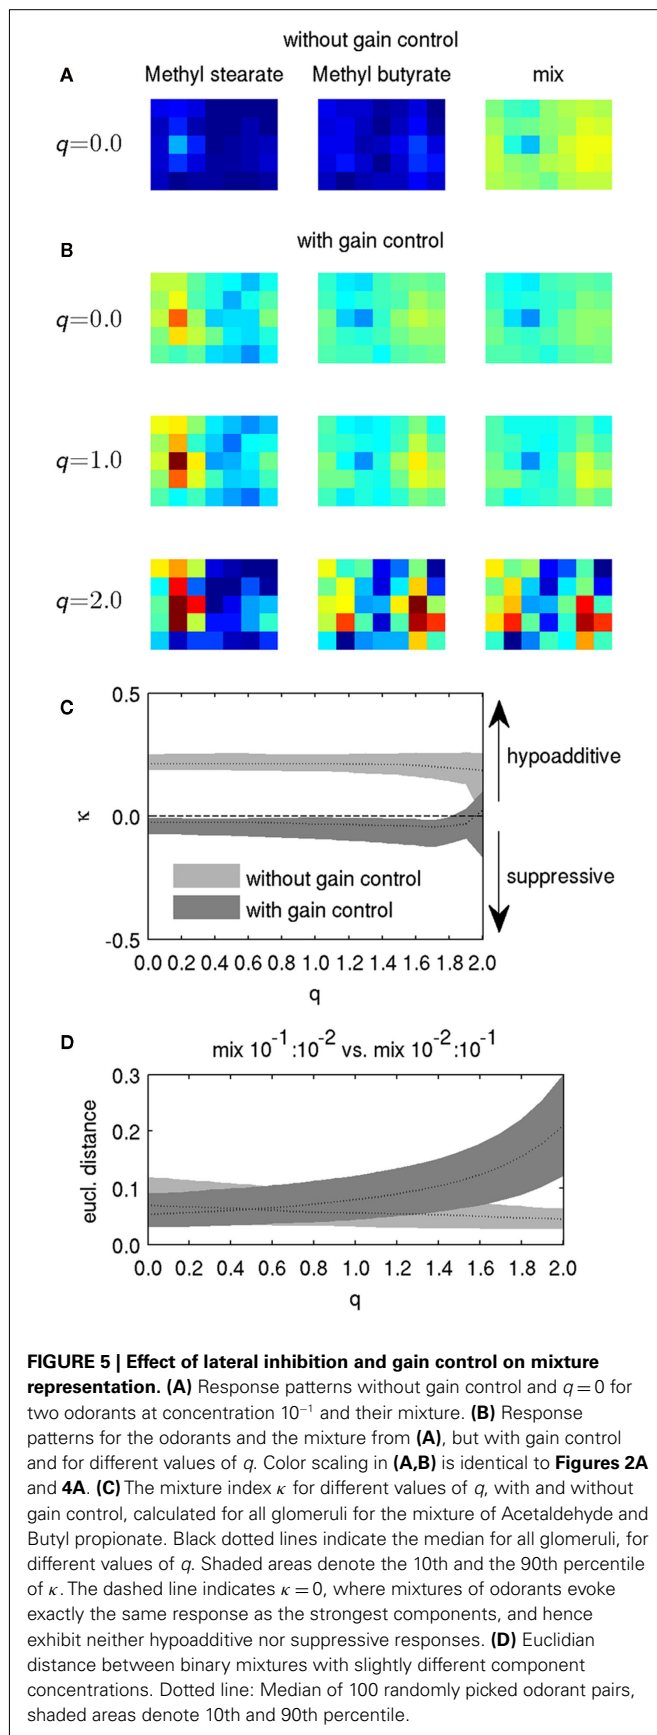 without gain control
A
Methyl stearate Methyl butyrate mix
q=0.0
with gain control
B
q=0.0
q=1.0
q=2.0
C
0.5
0.0
-0.5
κ
hypoadditive
suppressive
without gain control
with gain control
0.0 0.2 0.4 0.6 0.8 1.0 1.2 1.4 1.6 1.8 2.0
q
D
mix 10⁻¹:10⁻² vs. mix 10⁻²:10⁻¹
0.3
0.2
0.1
0.0
eucl. distance
0.0 0.2 0.4 0.6 0.8 1.0 1.2 1.4 1.6 1.8 2.0
q
FIGURE 5 | Effect of lateral inhibition and gain control on mixture
representation. (A) Response patterns without gain control and q = 0 for
two odorants at concentration 10⁻¹ and their mixture. (B) Response
patterns for the odorants and the mixture from (A), but with gain control
and for different values of q. Color scaling in (A,B) is identical to Figures 2A
and 4A. (C) The mixture index κ for different values of q, with and without
gain control, calculated for all glomeruli for the mixture of Acetaldehyde and
Butyl propionate. Black dotted lines indicate the median for all glomeruli, for
different values of q. Shaded areas denote the 10th and the 90th percentile
of κ. The dashed line indicates κ = 0, where mixtures of odorants evoke
exactly the same response as the strongest components, and hence
exhibit neither hypoadditive nor suppressive responses. (D) Euclidian
distance between binary mixtures with slightly different component
concentrations. Dotted line: Median of 100 randomly picked odorant pairs,
shaded areas denote 10th and 90th percentile.